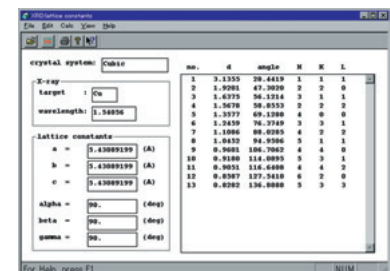 XRD lattice constants
File Edit Calc View Help
crystal system: Cubic
X-ray
target : Cu
wavelength: 1.54056
lattice constants
a = 5.43089199 (A)
b = 5.43089199 (A)
c = 5.43089199 (A)
alpha = 90. (deg)
beta = 90. (deg)
gamma = 90. (deg)
no. d angle H K L
1 3.1355 28.4419 1 1 1
2 1.9201 47.3020 2 2 0
3 1.6375 56.1214 3 1 1
4 1.5678 58.8553 2 2 2
5 1.3577 69.1288 4 0 0
6 1.2459 76.3749 3 3 1
7 1.1086 88.0285 4 2 2
8 1.0452 94.9506 5 1 1
9 0.9601 106.7062 4 4 0
10 0.9180 114.0895 5 3 1
11 0.9051 116.6408 4 4 2
12 0.8587 127.5410 6 2 0
13 0.8282 136.8888 5 3 3
For Help, press F1
NUM